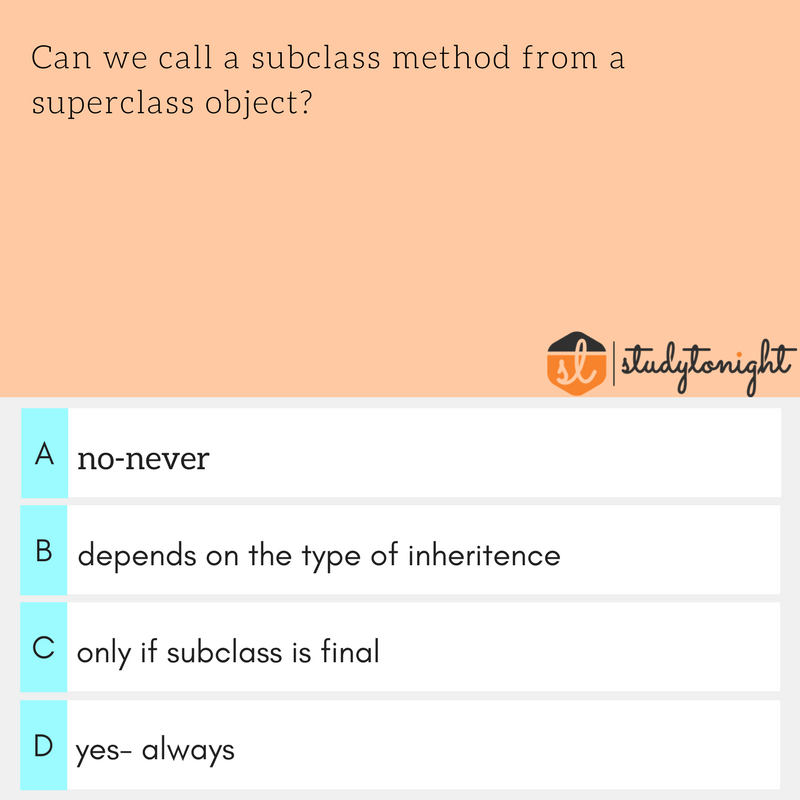 Can we call a subclass method from a
superclass object?
sl studytonight
A no-never
B depends on the type of inheritence
C only if subclass is final
D yes- always